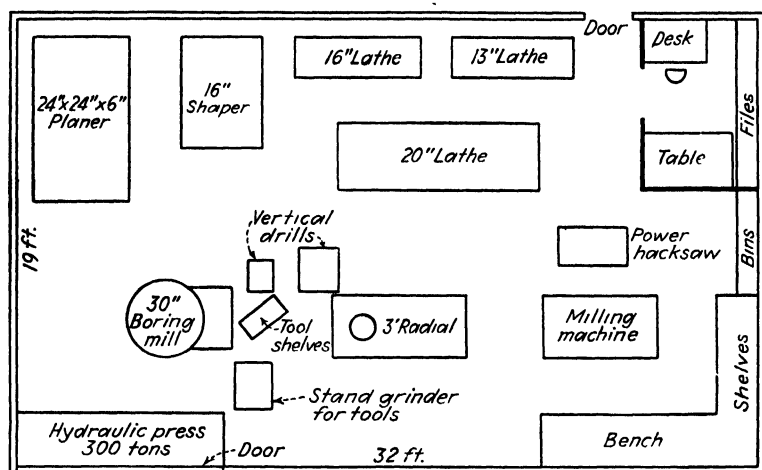 Door
Desk
16" Lathe
13" Lathe
24"x24"x6"
Planer
16"
Shaper
Files
20" Lathe
Table
Vertical
drills
19 ft.
Power
hacksaw
Bins
30"
Boring
mill
Tool
shelves
3' Radial
Milling
machine
Shelves
Stand grinder
for tools
Hydraulic press
300 tons
Door
32 ft.
Bench